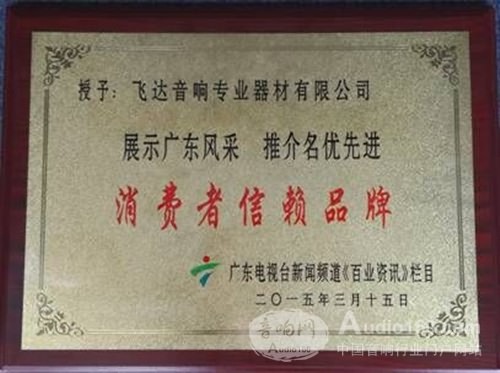 授予：飞达音响专业器材有限公司
展示广东风采 推介名优先进
消费者信赖品牌
广东电视台新闻频道《百业资讯》栏目
二〇一五年三月十五日
音响网 Audio160.com
中国音响行业门户网站